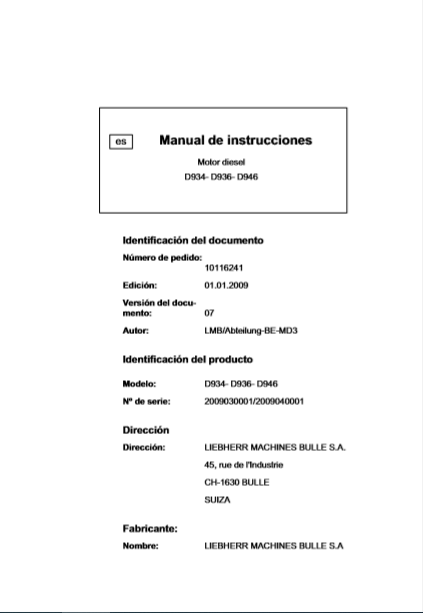 es
Manual de instrucciones
Motor diesel
D934- D936- D946
Identificación del documento
Número de pedido:
10116241
Edición: 01.01.2009
Versión del docu-
mento: 07
Autor: LMB/Abteilung-BE-MD3
Identificación del producto
Modelo: D934- D936- D946
Nº de serie: 2009030001/2009040001
Dirección
Dirección: LIEBHERR MACHINES BULLE S.A.
45, rue de l'Industrie
CH-1630 BULLE
SUIZA
Fabricante:
Nombre: LIEBHERR MACHINES BULLE S.A